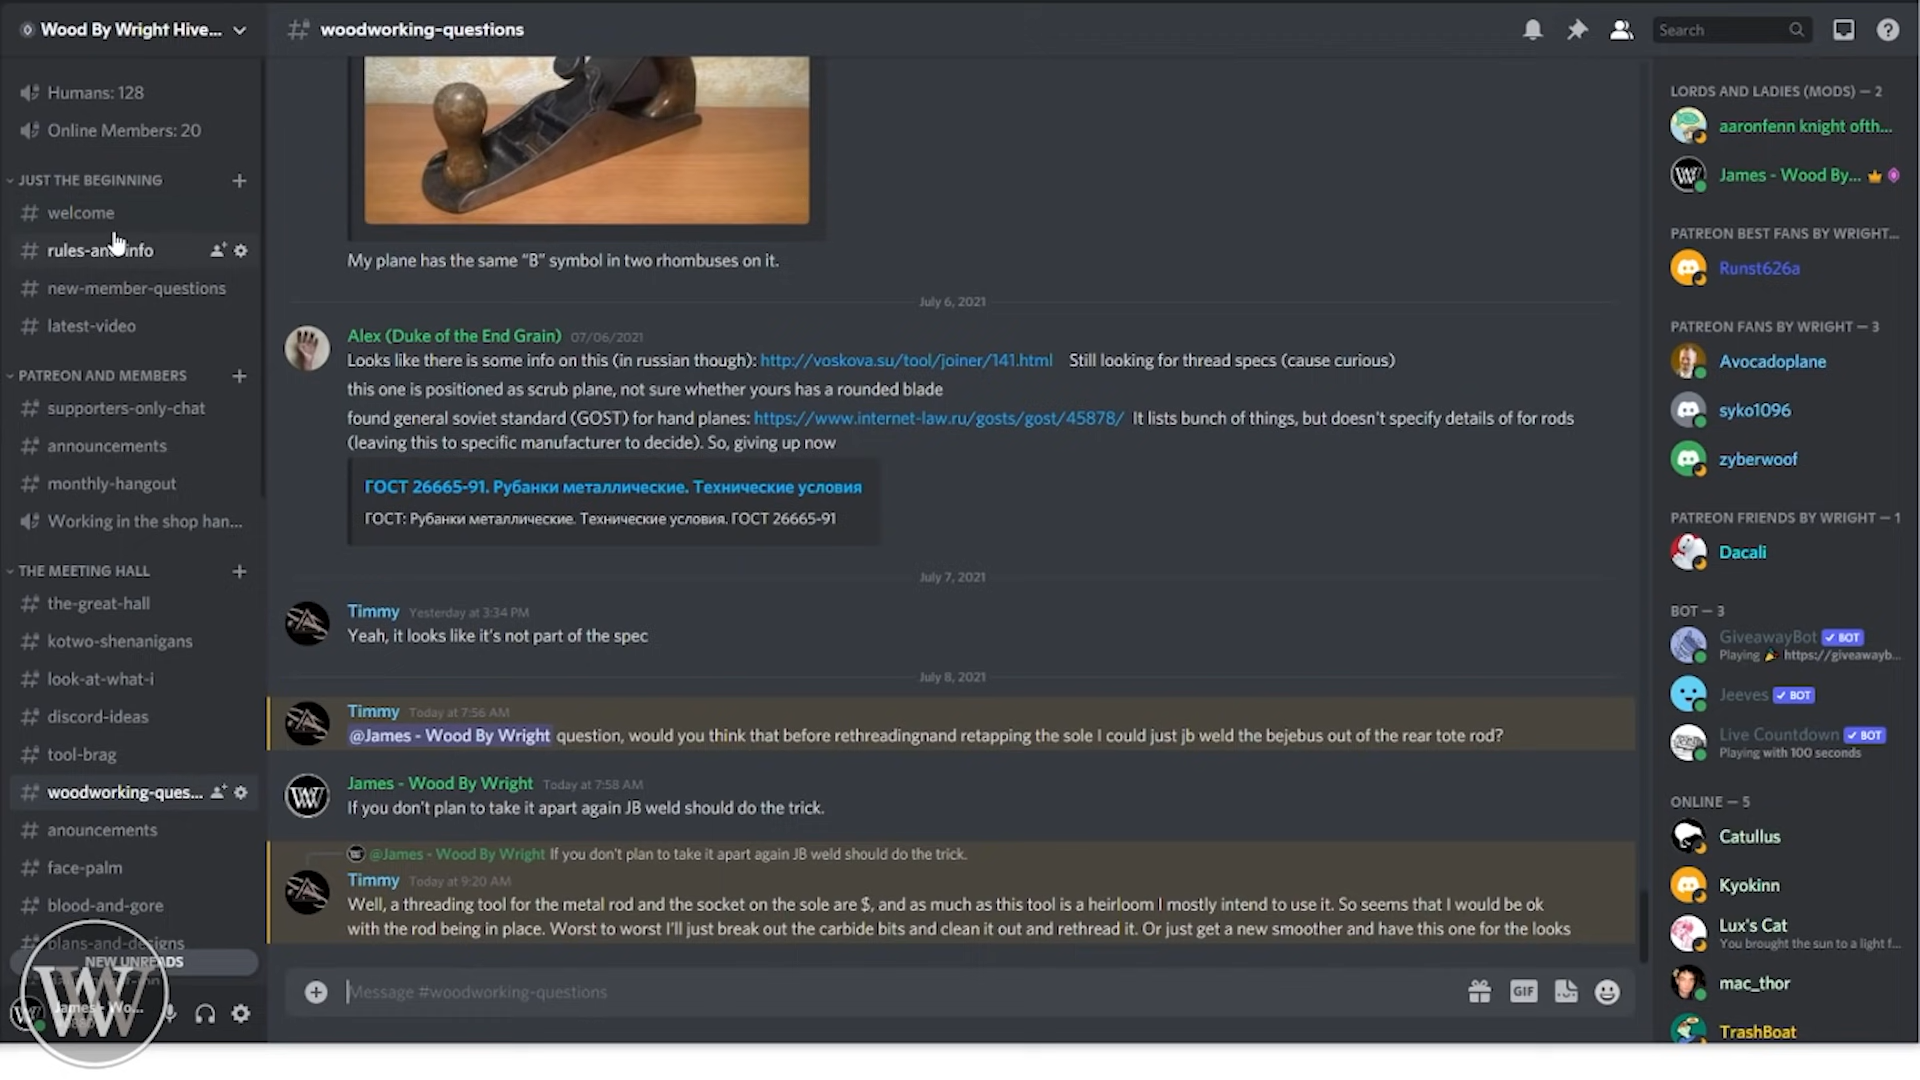 Wood By Wright Hive...
Humans: 128
Online Members: 20
JUST THE BEGINNING
welcome
rules-and-info
new-member-questions
latest-video
PATREON AND MEMBERS
supporters-only-chat
announcements
monthly-hangout
Working in the shop han...
THE MEETING HALL
the-great-hall
kotwo-shenanigans
look-at-what-i
discord-ideas
tool-brag
woodworking-ques...
anouncements
face-palm
blood-and-gore
plans-and-designs
NEW UNREADS
James - Wo...
W
woodworking-questions
Search
My plane has the same “B” symbol in two rhombuses on it.
July 6, 2021
Alex (Duke of the End Grain) 07/06/2021
Looks like there is some info on this (in russian though): http://voskova.su/tool/joiner/141.html Still looking for thread specs (cause curious)
this one is positioned as scrub plane, not sure whether yours has a rounded blade
found general soviet standard (GOST) for hand planes: https://www.internet-law.ru/gosts/gost/45878/ It lists bunch of things, but doesn't specify details of for rods
(leaving this to specific manufacturer to decide). So, giving up now
ГОСТ 26665-91. Рубанки металлические. Технические условия
ГОСТ: Рубанки металлические. Технические условия. ГОСТ 26665-91
July 7, 2021
Timmy Yesterday at 3:34 PM
Yeah, it looks like it’s not part of the spec
July 8, 2021
Timmy Today at 7:56 AM
@James - Wood By Wright question, would you think that before rethreadingnand retapping the sole I could just jb weld the bejebus out of the rear tote rod?
James - Wood By Wright Today at 7:58 AM
If you don't plan to take it apart again JB weld should do the trick.
@James - Wood By Wright If you don't plan to take it apart again JB weld should do the trick.
Timmy Today at 9:20 AM
Well, a threading tool for the metal rod and the socket on the sole are $, and as much as this tool is a heirloom I mostly intend to use it. So seems that I would be ok
with the rod being in place. Worst to worst I’ll just break out the carbide bits and clean it out and rethread it. Or just get a new smoother and have this one for the looks
Message #woodworking-questions
GIF
LORDS AND LADIES (MODS) — 2
aaronfenn knight ofth...
James - Wood By...
PATREON BEST FANS BY WRIGHT...
Runst626a
PATREON FANS BY WRIGHT — 3
Avocadoplane
syko1096
zyberwoof
PATREON FRIENDS BY WRIGHT — 1
Dacali
BOT — 3
GiveawayBot BOT
Playing https://giveawayb...
Jeeves BOT
Live Countdown BOT
Playing with 100 seconds
ONLINE — 5
Catullus
Kyokinn
Lux's Cat
You brought the sun to a light f...
mac_thor
TrashBoat